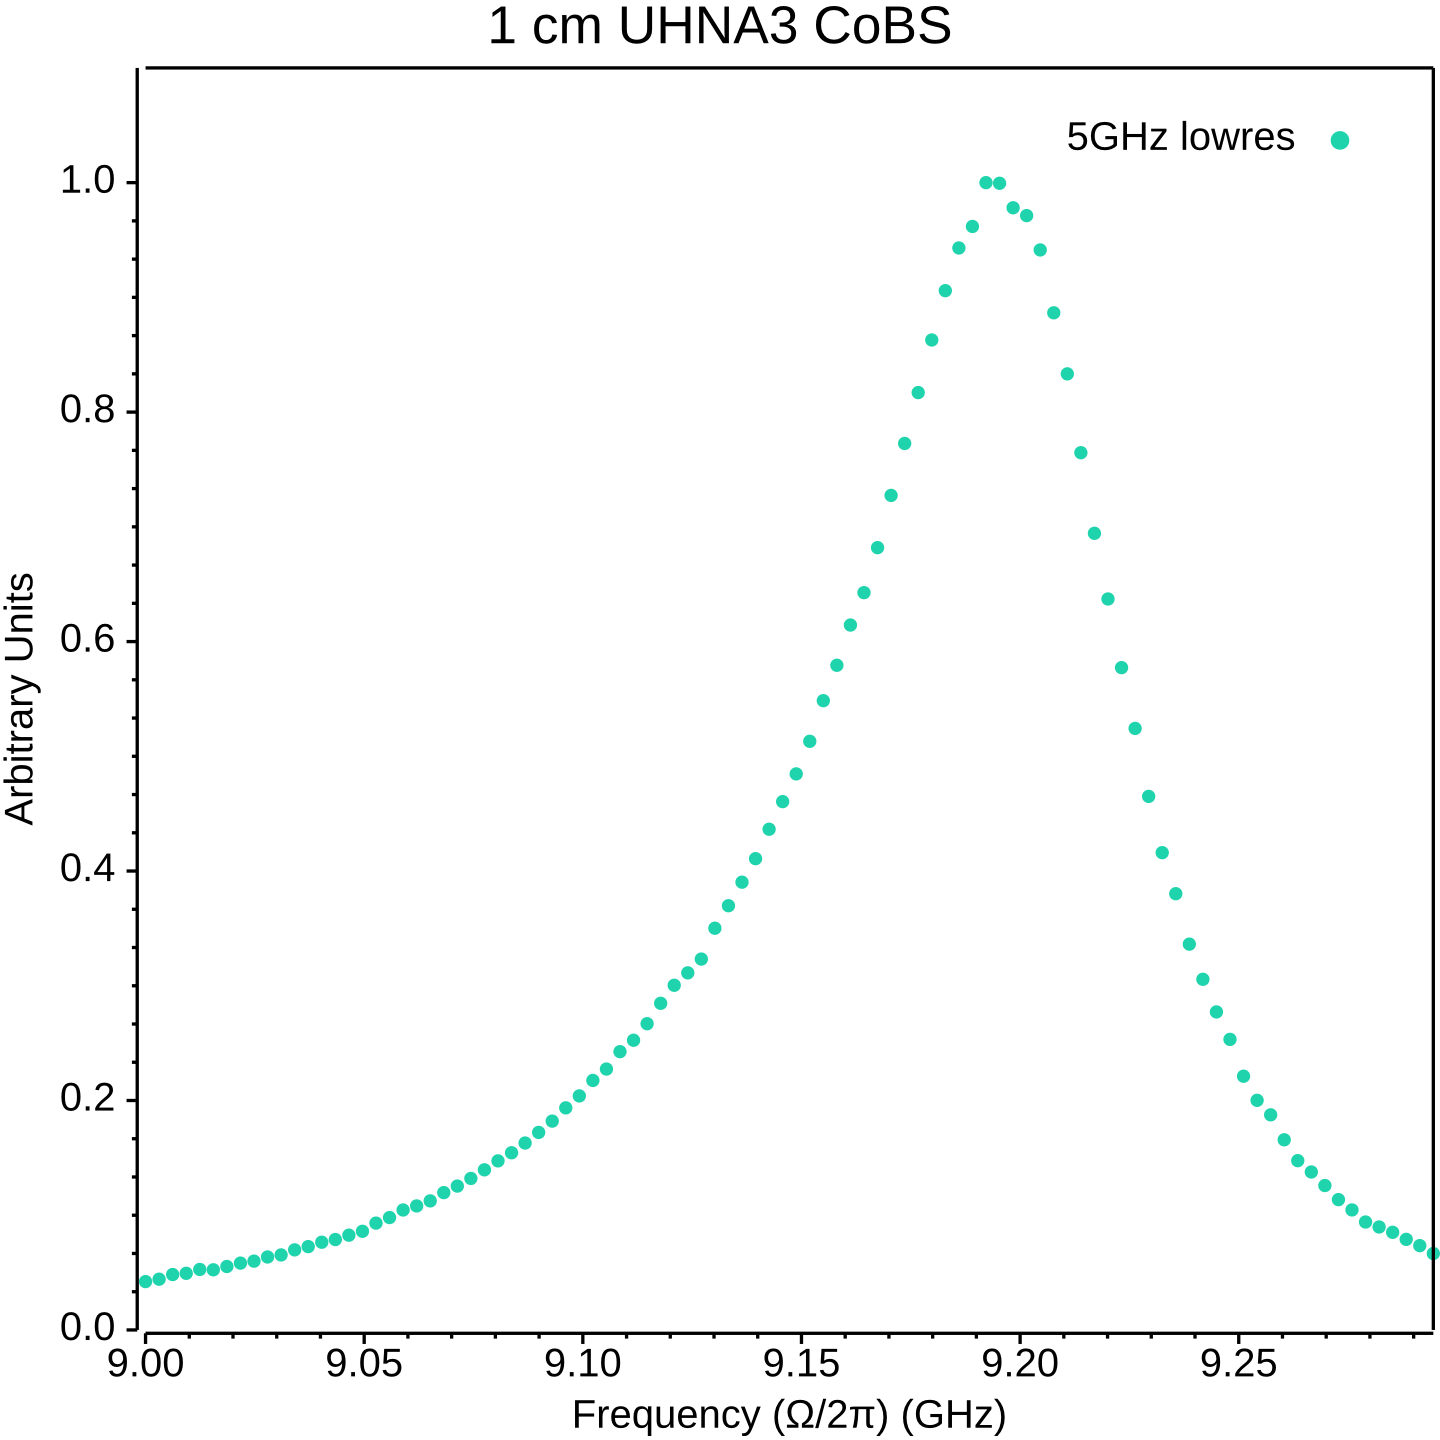 1 cm UHNA3 CoBS
5GHz lowres
1.0
0.8
0.6
0.4
0.2
0.0
Arbitrary Units
9.00 9.05 9.10 9.15 9.20 9.25
Frequency (Ω/2π) (GHz)